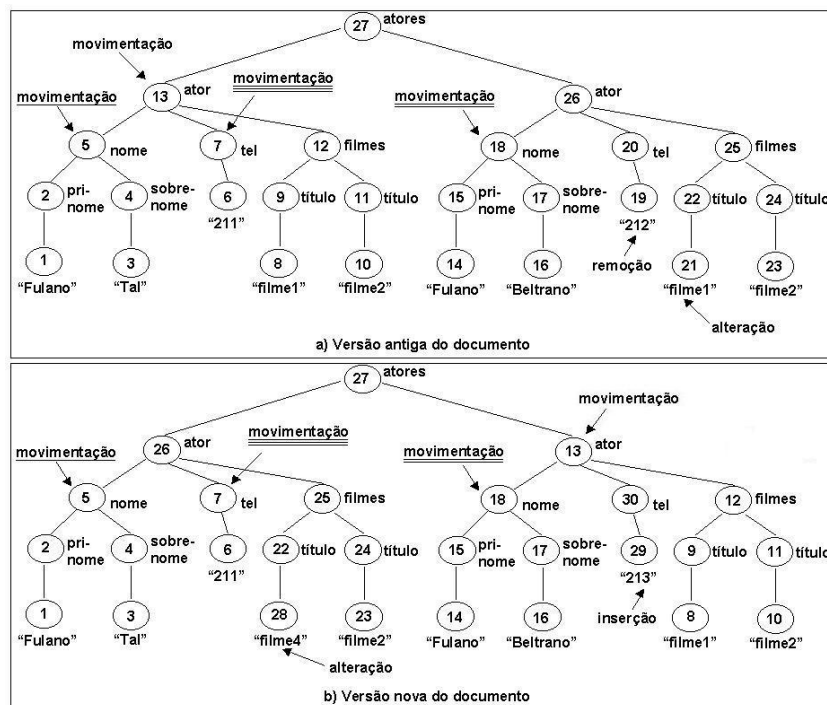 27 atores
movimentação
movimentação
movimentação
movimentação
13 ator
26 ator
5 nome
7 tel
12 filmes
18 nome
20 tel
25 filmes
2 pri-
nome
4 sobre-
nome
6
"211"
9 título
11 título
15 pri-
nome
17 sobre-
nome
19
"212"
22 título
24 título
remoção
1
"Fulano"
3
"Tal"
8
"filme1"
10
"filme2"
14
"Fulano"
16
"Beltrano"
21
"filme1"
23
"filme2"
alteração
a) Versão antiga do documento
27 atores
movimentação
movimentação
movimentação
movimentação
26 ator
13 ator
5 nome
7 tel
25 filmes
18 nome
30 tel
12 filmes
2 pri-
nome
4 sobre-
nome
6
"211"
22 título
24 título
15 pri-
nome
17 sobre-
nome
29
"213"
9 título
11 título
inserção
1
"Fulano"
3
"Tal"
28
"filme4"
23
"filme2"
14
"Fulano"
16
"Beltrano"
8
"filme1"
10
"filme2"
alteração
b) Versão nova do documento